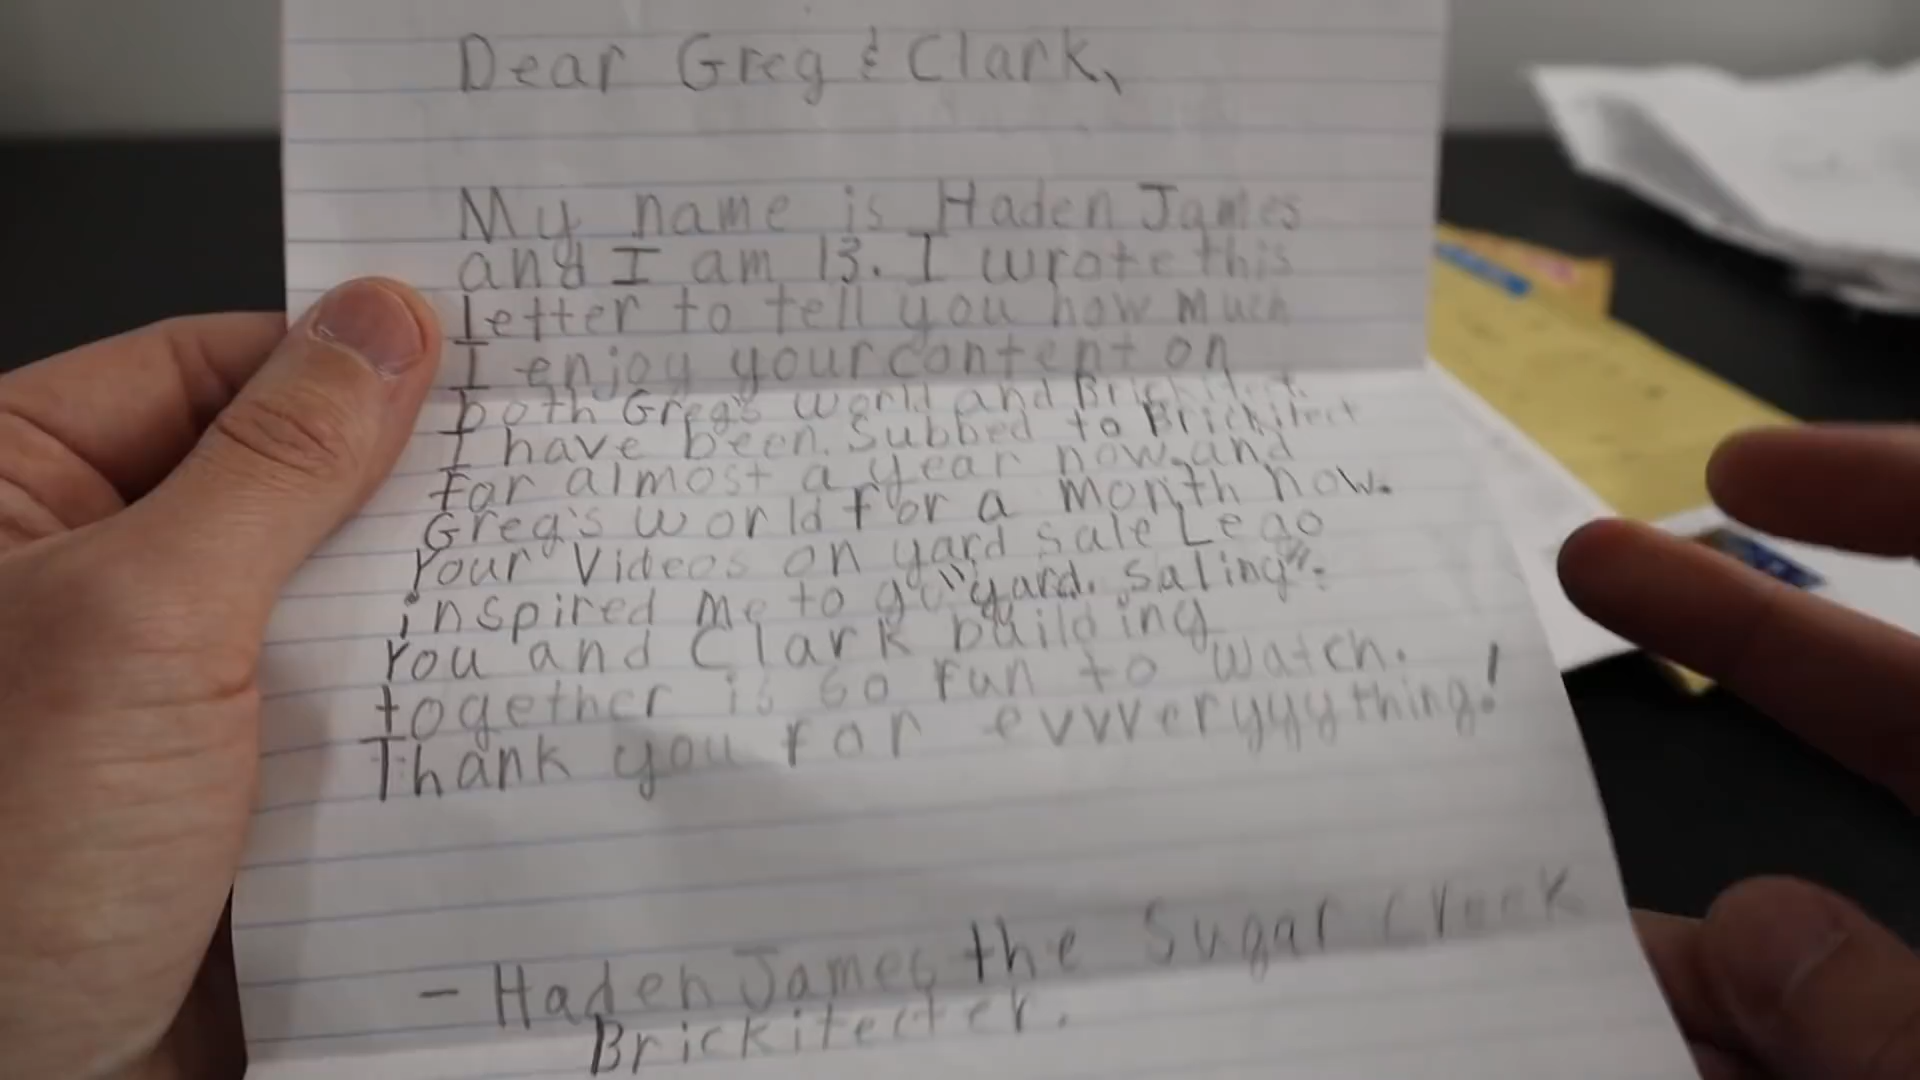 Dear Greg & Clark,
My name is Haden James
and I am 13. I wrote this
letter to tell you how much
I enjoy your content on
both Greg's world and Brickitect.
I have been subbed to Brickitect
for almost a year now, and
Greg's world for a month now.
Your Videos on yard sale Lego
inspired me to go "yard. saling".
You and Clark building
together is so fun to watch.
Thank you for evvveryyyything!
- Haden James the Sugar Creek
Brickitecter.